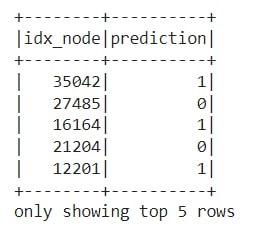 +--------+----------+
|idx_node|prediction|
+--------+----------+
|   35042|         1|
|   27485|         0|
|   16164|         1|
|   21204|         0|
|   12201|         1|
+--------+----------+
only showing top 5 rows